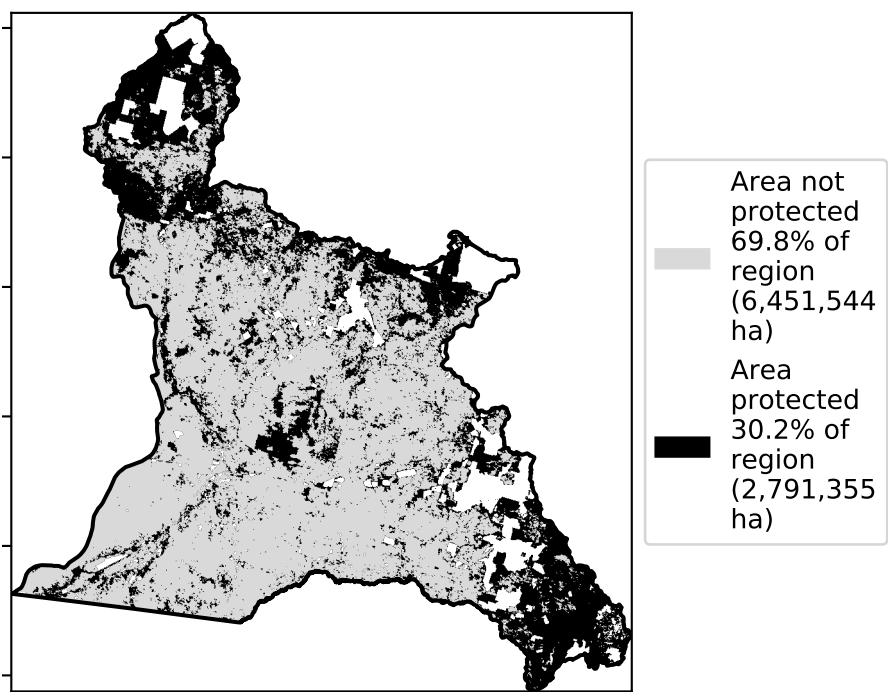 Area not
protected
69.8% of
region
(6,451,544
ha)
Area
protected
30.2% of
region
(2,791,355
ha)